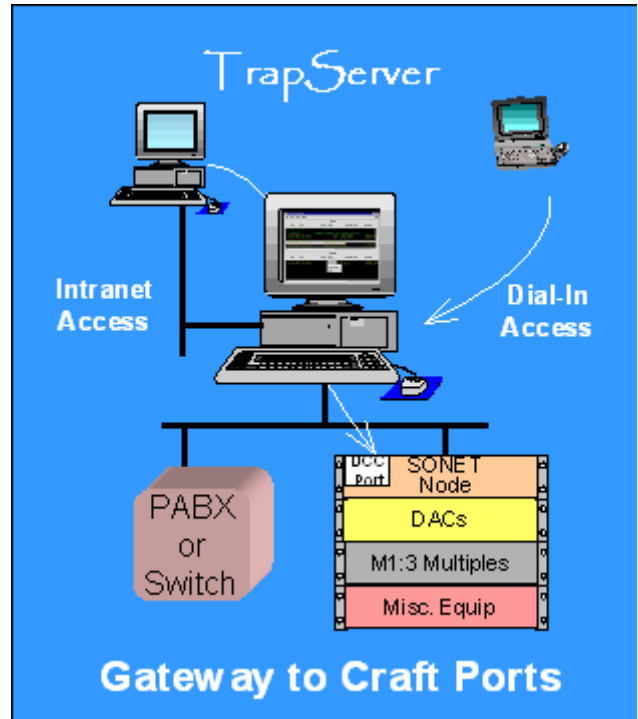 TrapServer
Intranet
Access
Dial-In
Access
DCC
Port
SONET
Node
PABX
or
Switch
DACs
M1:3 Multiples
Misc. Equip
Gateway to Craft Ports